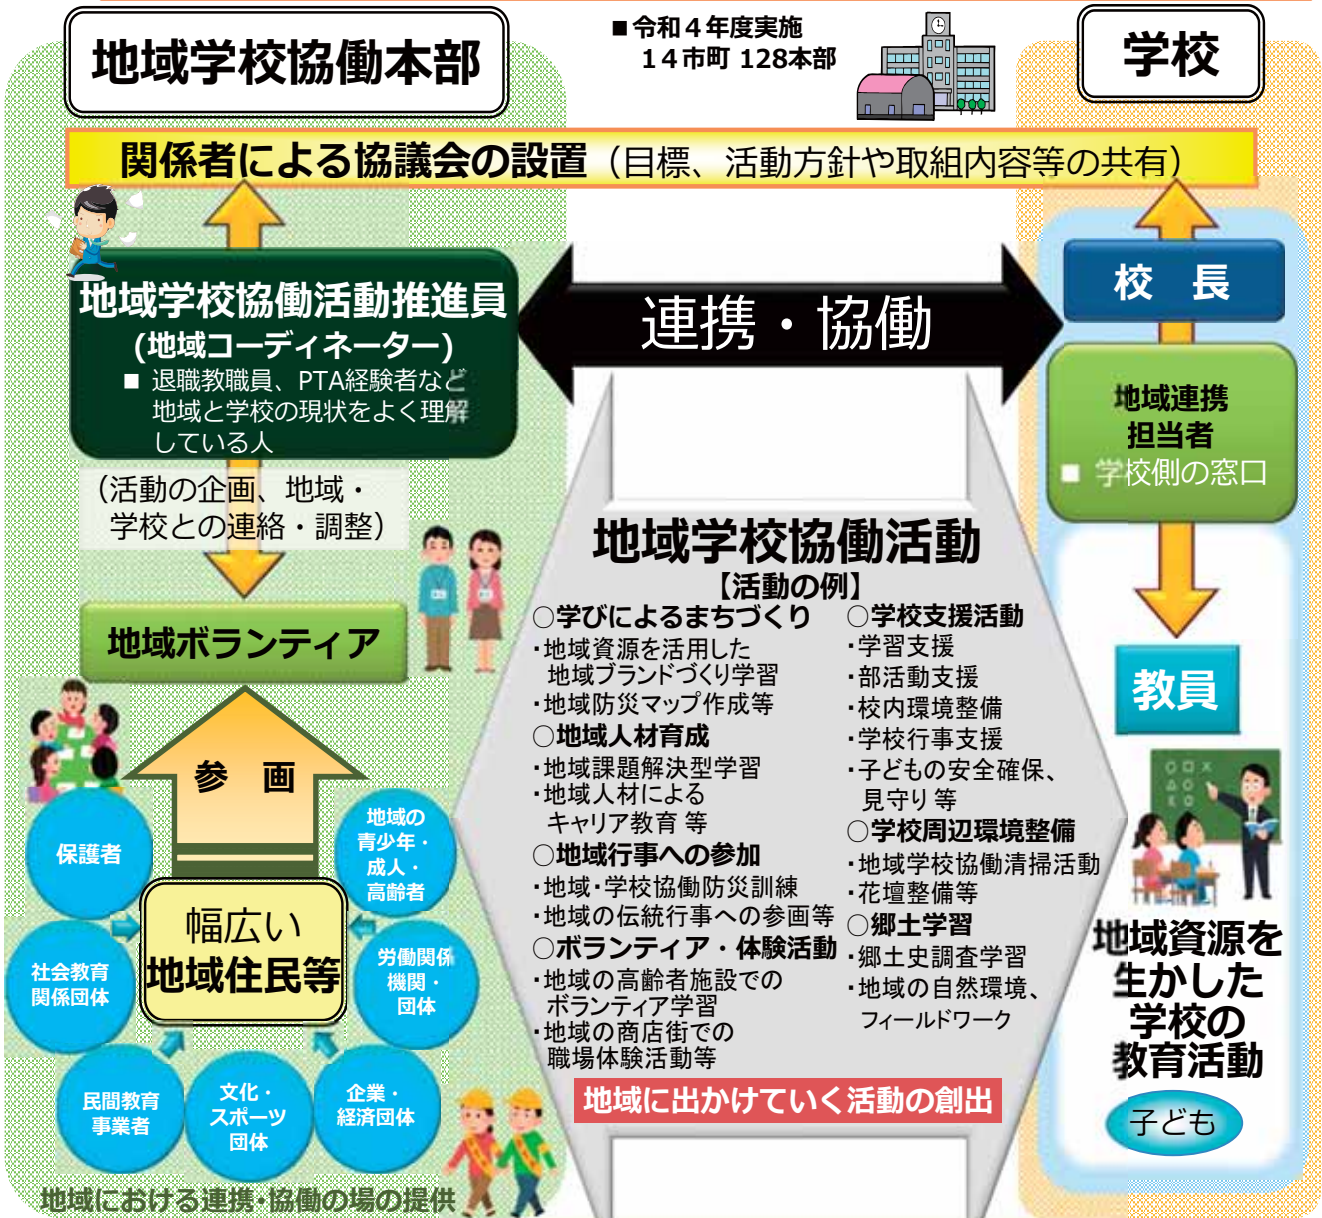 地域学校協働本部
■令和４年度実施
１４市町 128本部
学校
関係者による協議会の設置（目標、活動方針や取組内容等の共有）
地域学校協働活動推進員
(地域コーディネーター)
■ 退職教職員、PTA経験者など
地域と学校の現状をよく理解
している人
（活動の企画、地域・
学校との連絡・調整）
地域ボランティア
参　画
保護者
地域の
青少年・
成人・
高齢者
幅広い
地域住民等
社会教育
関係団体
労働関係
機関・
団体
民間教育
事業者
文化・
スポーツ
団体
企業・
経済団体
地域における連携・協働の場の提供
連携・協働
地域学校協働活動
【活動の例】
○学びによるまちづくり
・地域資源を活用した
地域ブランドづくり学習
・地域防災マップ作成等
○地域人材育成
・地域課題解決型学習
・地域人材による
キャリア教育 等
○地域行事への参加
・地域・学校協働防災訓練
・地域の伝統行事への参画等
○ボランティア・体験活動
・地域の高齢者施設での
ボランティア学習
・地域の商店街での
職場体験活動等
○学校支援活動
・学習支援
・部活動支援
・校内環境整備
・学校行事支援
・子どもの安全確保、
見守り 等
○学校周辺環境整備
・地域学校協働清掃活動
・花壇整備等
○郷土学習
・郷土史調査学習
・地域の自然環境、
フィールドワーク
地域に出かけていく活動の創出
校　長
地域連携
担当者
■ 学校側の窓口
教員
地域資源を
生かした
学校の
教育活動
子ども